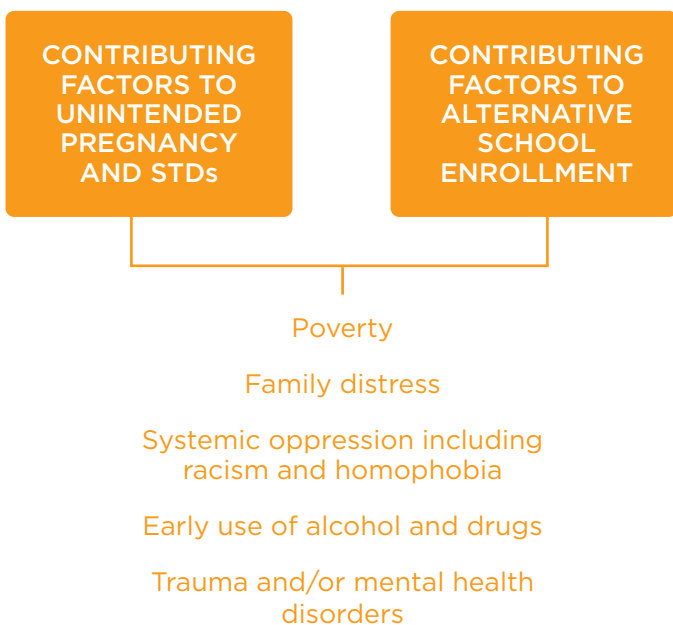 CONTRIBUTING
FACTORS TO
UNINTENDED
PREGNANCY
AND STDs
CONTRIBUTING
FACTORS TO
ALTERNATIVE
SCHOOL
ENROLLMENT
Poverty
Family distress
Systemic oppression including
racism and homophobia
Early use of alcohol and drugs
Trauma and/or mental health
disorders